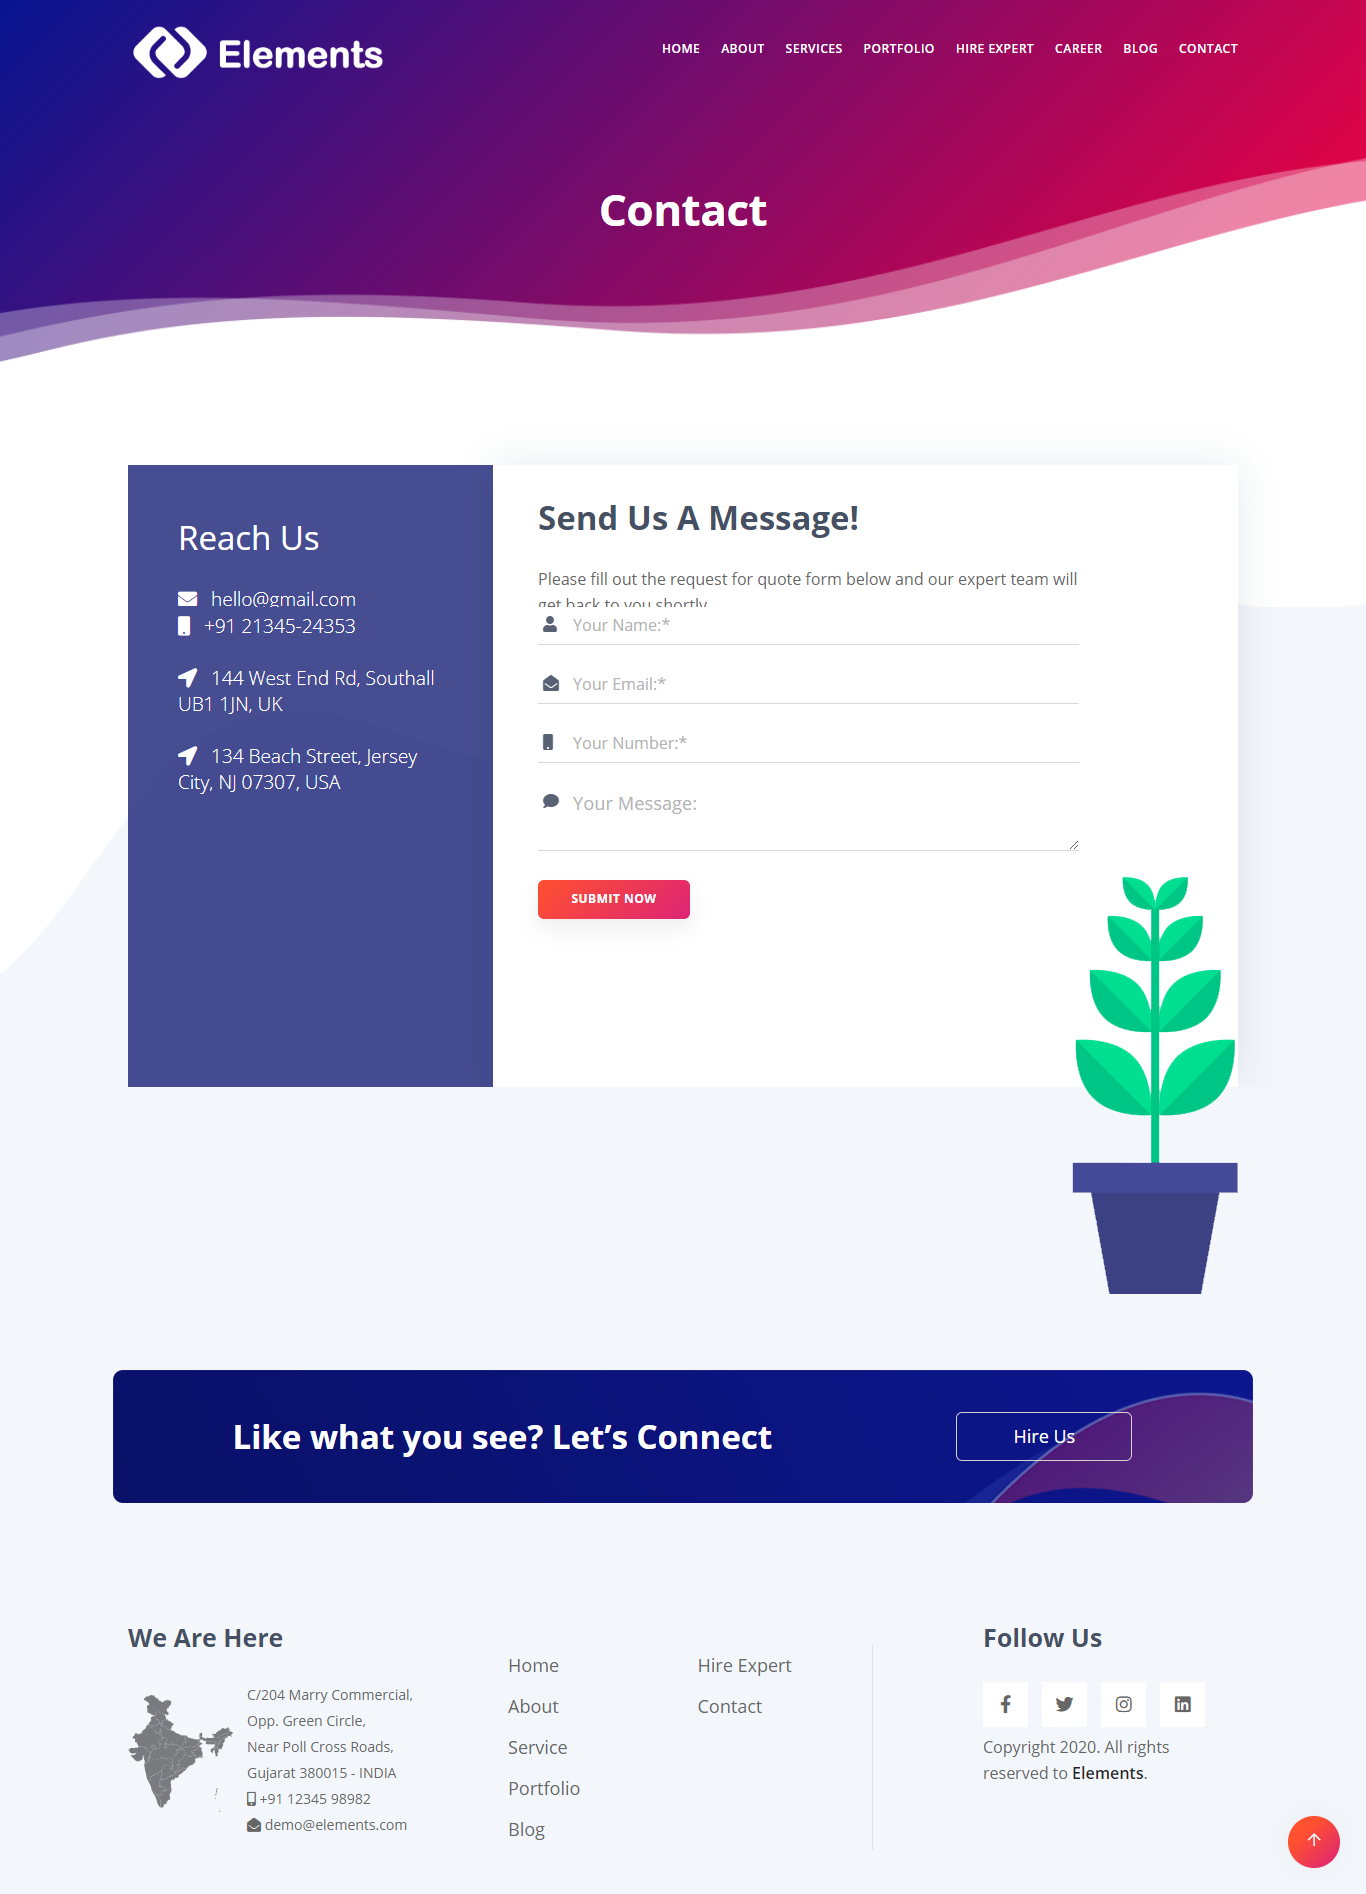 Elements
HOME ABOUT SERVICES PORTFOLIO HIRE EXPERT CAREER BLOG CONTACT
Contact
Reach Us
hello@gmail.com
+91 21345-24353
144 West End Rd, Southall
UB1 1JN, UK
134 Beach Street, Jersey
City, NJ 07307, USA
Send Us A Message!
Please fill out the request for quote form below and our expert team will
get back to you shortly
Your Name:*
Your Email:*
Your Number:*
Your Message:
SUBMIT NOW
Like what you see? Let’s Connect
Hire Us
We Are Here
C/204 Marry Commercial,
Opp. Green Circle,
Near Poll Cross Roads,
Gujarat 380015 - INDIA
+91 12345 98982
demo@elements.com
Home
About
Service
Portfolio
Blog
Hire Expert
Contact
Follow Us
Copyright 2020. All rights
reserved to Elements.